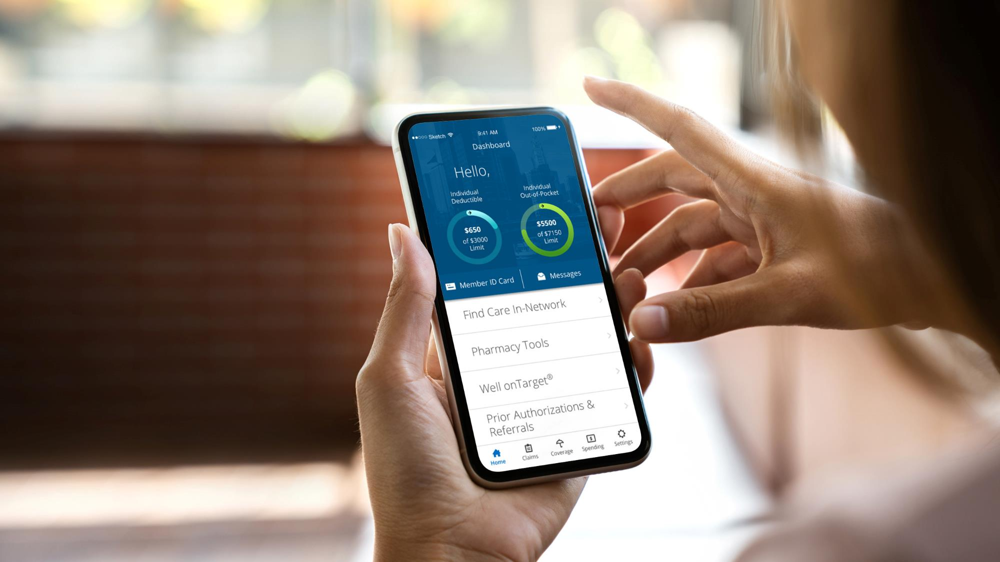 ●●○○○ Sketch 9:41 AM 100%
Dashboard
Hello,
Individual
Deductible
$650
of $3000
Limit
Individual
Out-of-Pocket
$5500
of $7150
Limit
Member ID Card
Messages
Find Care In-Network
Pharmacy Tools
Well onTarget®
Prior Authorizations &
Referrals
Home
Claims
Coverage
Spending
Settings